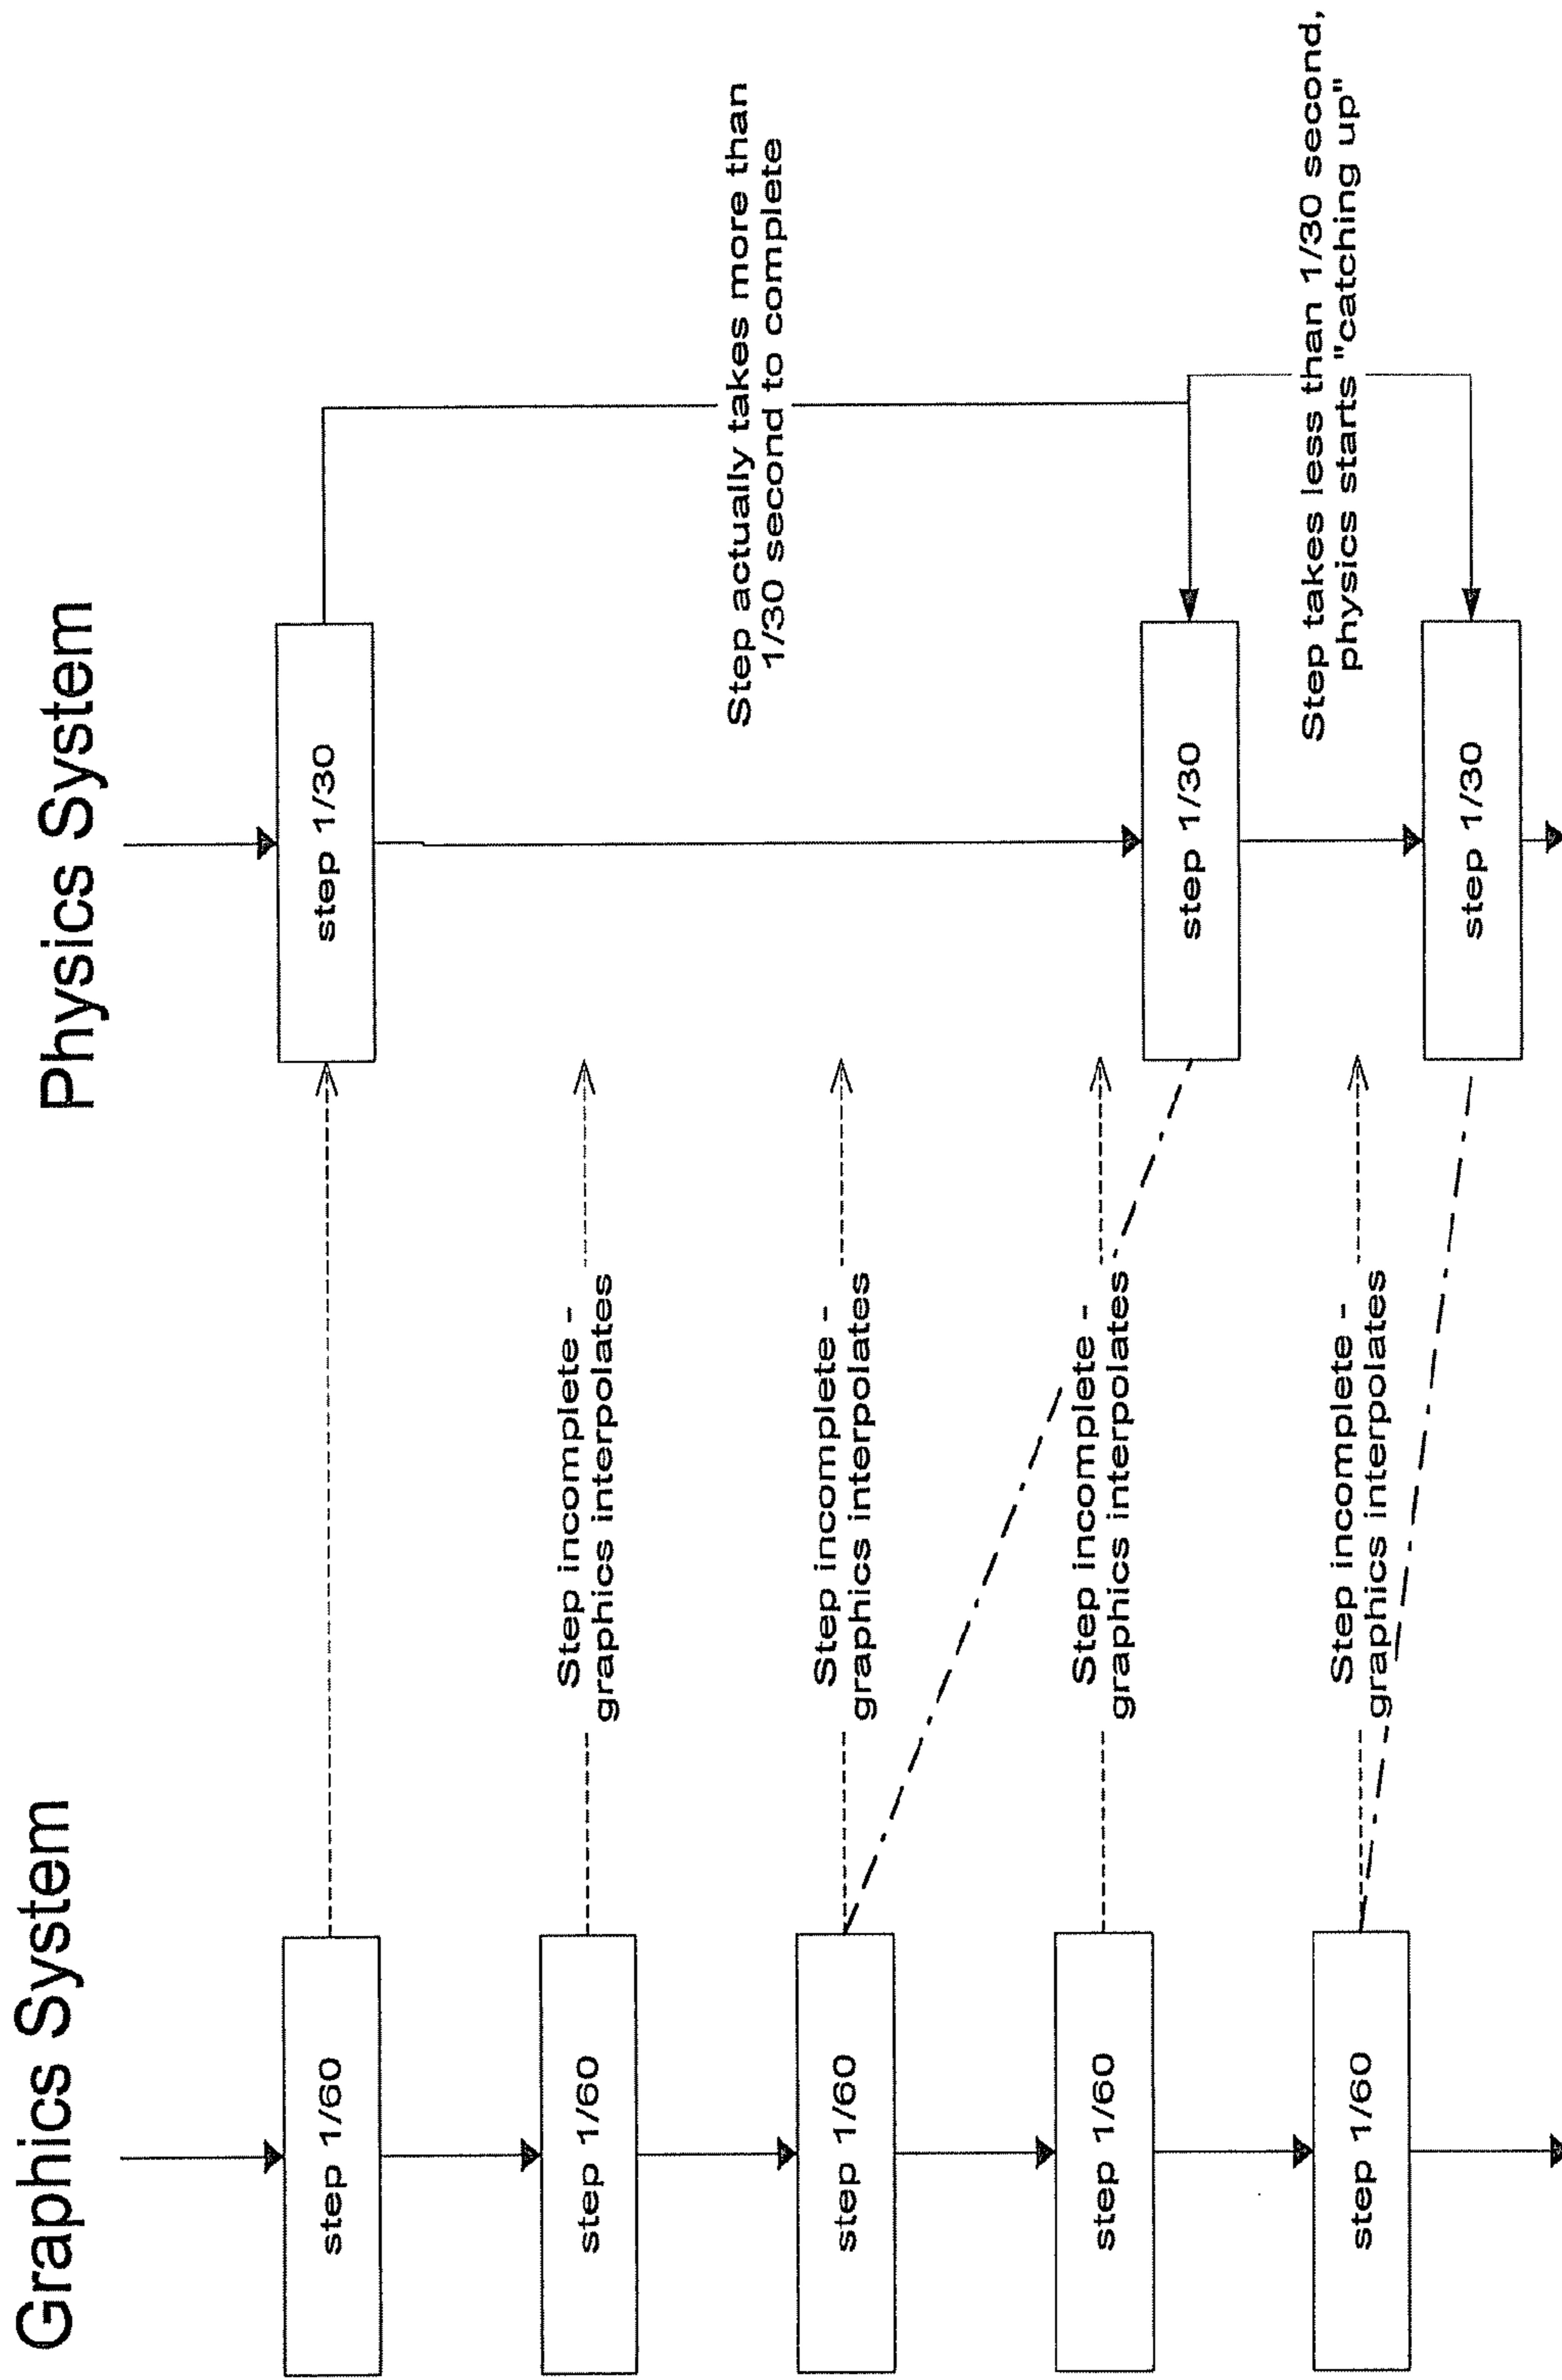 Graphics System
Physics System
step 1/60
step 1/30
step 1/60
Step incomplete -
graphics interpolates
step 1/60
Step incomplete -
graphics interpolates
Step actually takes more than
1/30 second to complete
step 1/60
Step incomplete -
graphics interpolates
step 1/30
step 1/60
Step incomplete -
graphics interpolates
Step takes less than 1/30 second,
physics starts "catching up"
step 1/30